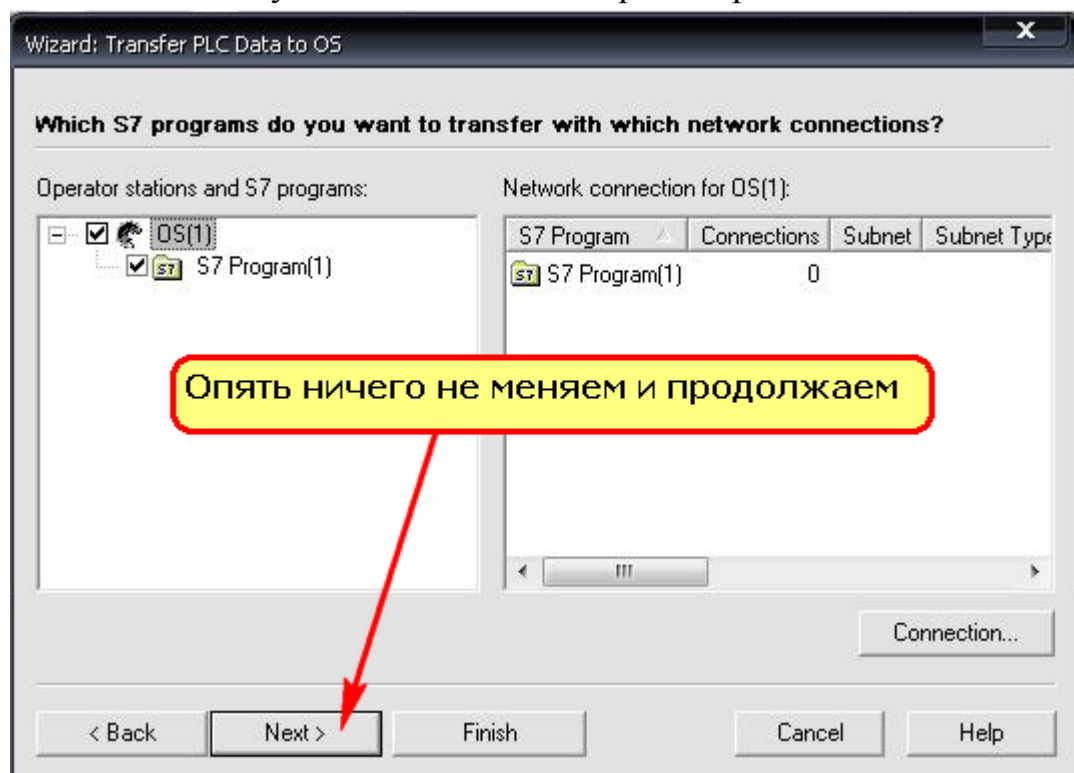 Wizard: Transfer PLC Data to OS
X
Which S7 programs do you want to transfer with which network connections?
Operator stations and S7 programs:
Network connection for OS(1):
OS(1)
S7 Program(1)
S7 Program
Connections
Subnet
Subnet Type
S7 Program(1)
0
Опять ничего не меняем и продолжаем
Connection...
< Back
Next >
Finish
Cancel
Help